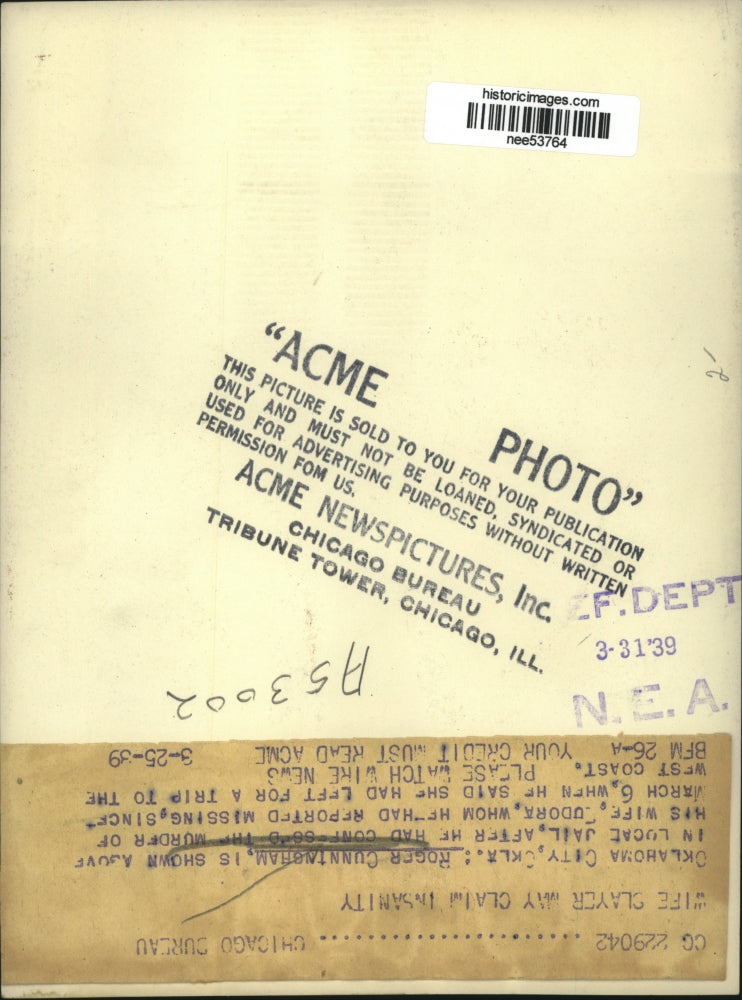 historicimages.com
nee53764
"ACME PHOTO"
THIS PICTURE IS SOLD TO YOU FOR YOUR PUBLICATION
ONLY AND MUST NOT BE LOANED, SYNDICATED OR
USED FOR ADVERTISING PURPOSES WITHOUT WRITTEN
PERMISSION FOM US.
ACME NEWSPICTURES, Inc.
CHICAGO BUREAU
TRIBUNE TOWER, CHICAGO, ILL.
EF. DEPT
3-31'39
N. E. A.
A53002
CG 229042 .......................... CHICAGO BUREAU
WIFE SLAYER MAY CLAIM INSANITY
OKLAHOMA CITY, OKLA.: ROGER CUNNINGHAM, IS SHOWN ABOVE
IN LOCAL JAIL, AFTER HE HAD CONFESSED THE MURDER OF
HIS WIFE, EUDORA, WHOM HE HAD REPORTED MISSING, SINCE
MARCH 6, WHEN HE SAID SHE HAD LEFT FOR A TRIP TO THE
WEST COAST. PLEASE WATCH WIRE NEWS
BFM 26-A YOUR CREDIT MUST READ ACME 3-25-39